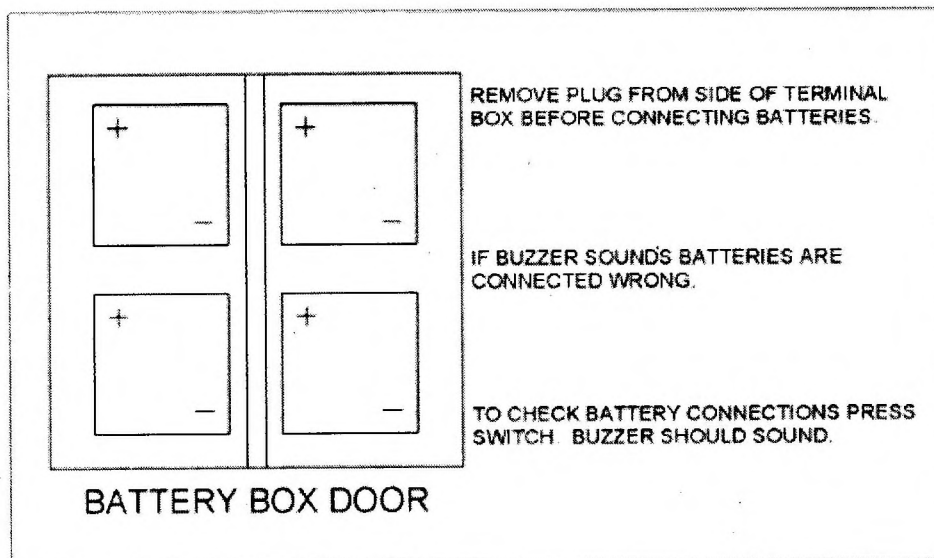 + +
- -
+ +
- -
REMOVE PLUG FROM SIDE OF TERMINAL
BOX BEFORE CONNECTING BATTERIES.
IF BUZZER SOUND'S BATTERIES ARE
CONNECTED WRONG.
TO CHECK BATTERY CONNECTIONS PRESS
SWITCH. BUZZER SHOULD SOUND.
BATTERY BOX DOOR